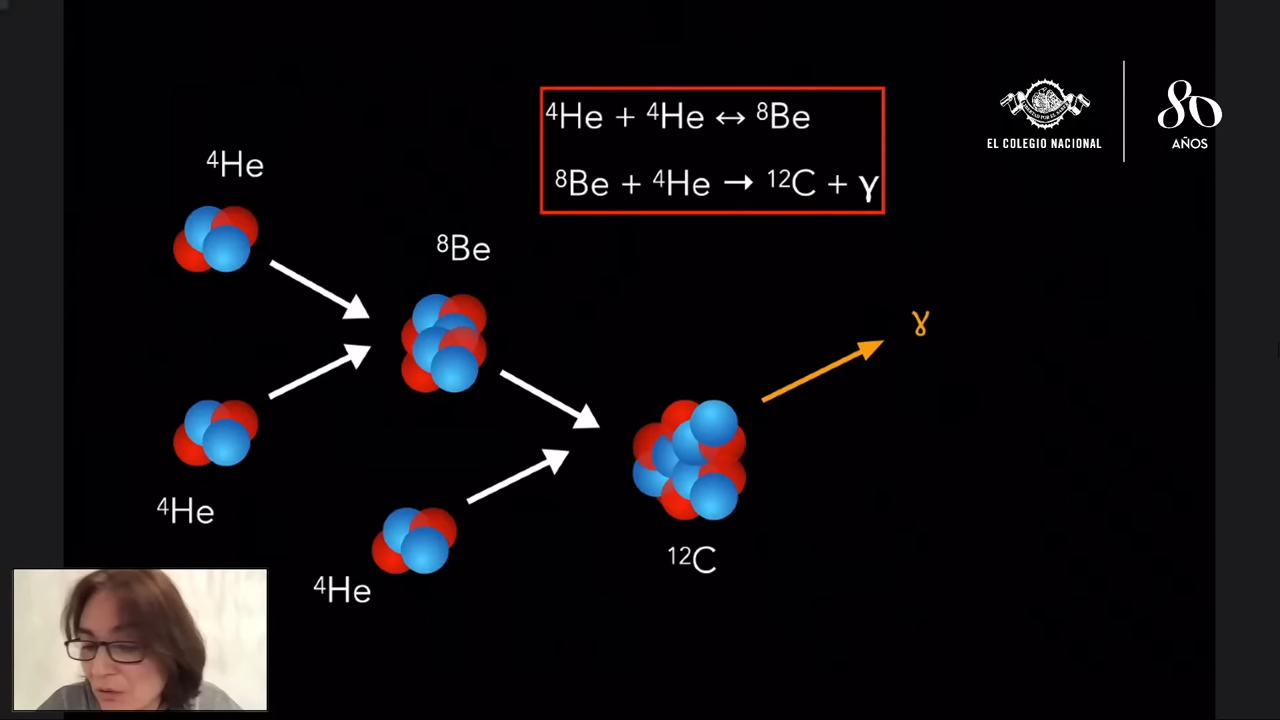 ⁴He + ⁴He ↔ ⁸Be
⁸Be + ⁴He → ¹²C + γ
EL COLEGIO NACIONAL
80
AÑOS
⁴He
⁸Be
γ
⁴He
¹²C
⁴He